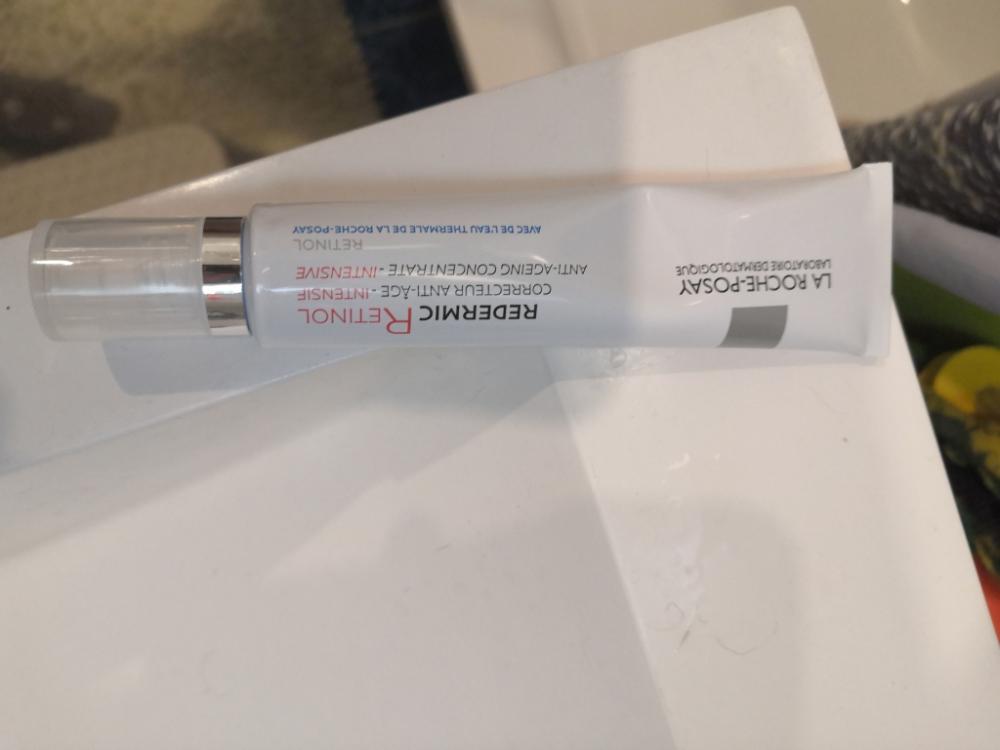 LA ROCHE-POSAY
LABORATOIRE DERMATOLOGIQUE
REDERMIC RETINOL
CORRECTEUR ANTI-ÂGE - INTENSIF
ANTI-AGEING CONCENTRATE - INTENSIVE
RETINOL
AVEC DE L'EAU THERMALE DE LA ROCHE-POSAY